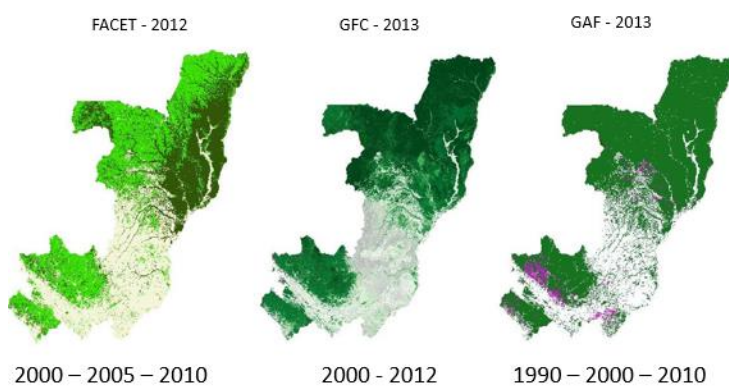 FACET - 2012
GFC - 2013
GAF - 2013
2000 – 2005 – 2010
2000 - 2012
1990 – 2000 – 2010